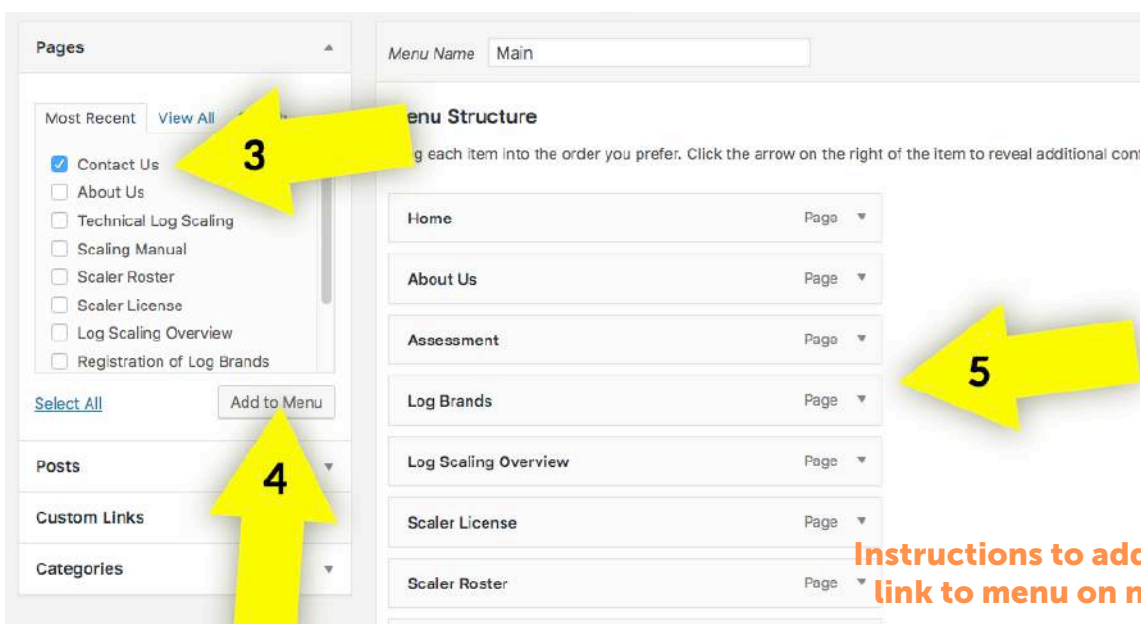 Pages
Most Recent View All
Contact Us
About Us
Technical Log Scaling
Scaling Manual
Scaler Roster
Scaler License
Log Scaling Overview
Registration of Log Brands
Select All Add to Menu
Posts
Custom Links
Categories
3
4
Menu Name Main
enu Structure
g each item into the order you prefer. Click the arrow on the right of the item to reveal additional conf
Home Page
About Us Page
Assessment Page
Log Brands Page
Log Scaling Overview Page
Scaler License Page
Scaler Roster Page
5
Instructions to add
link to menu on m